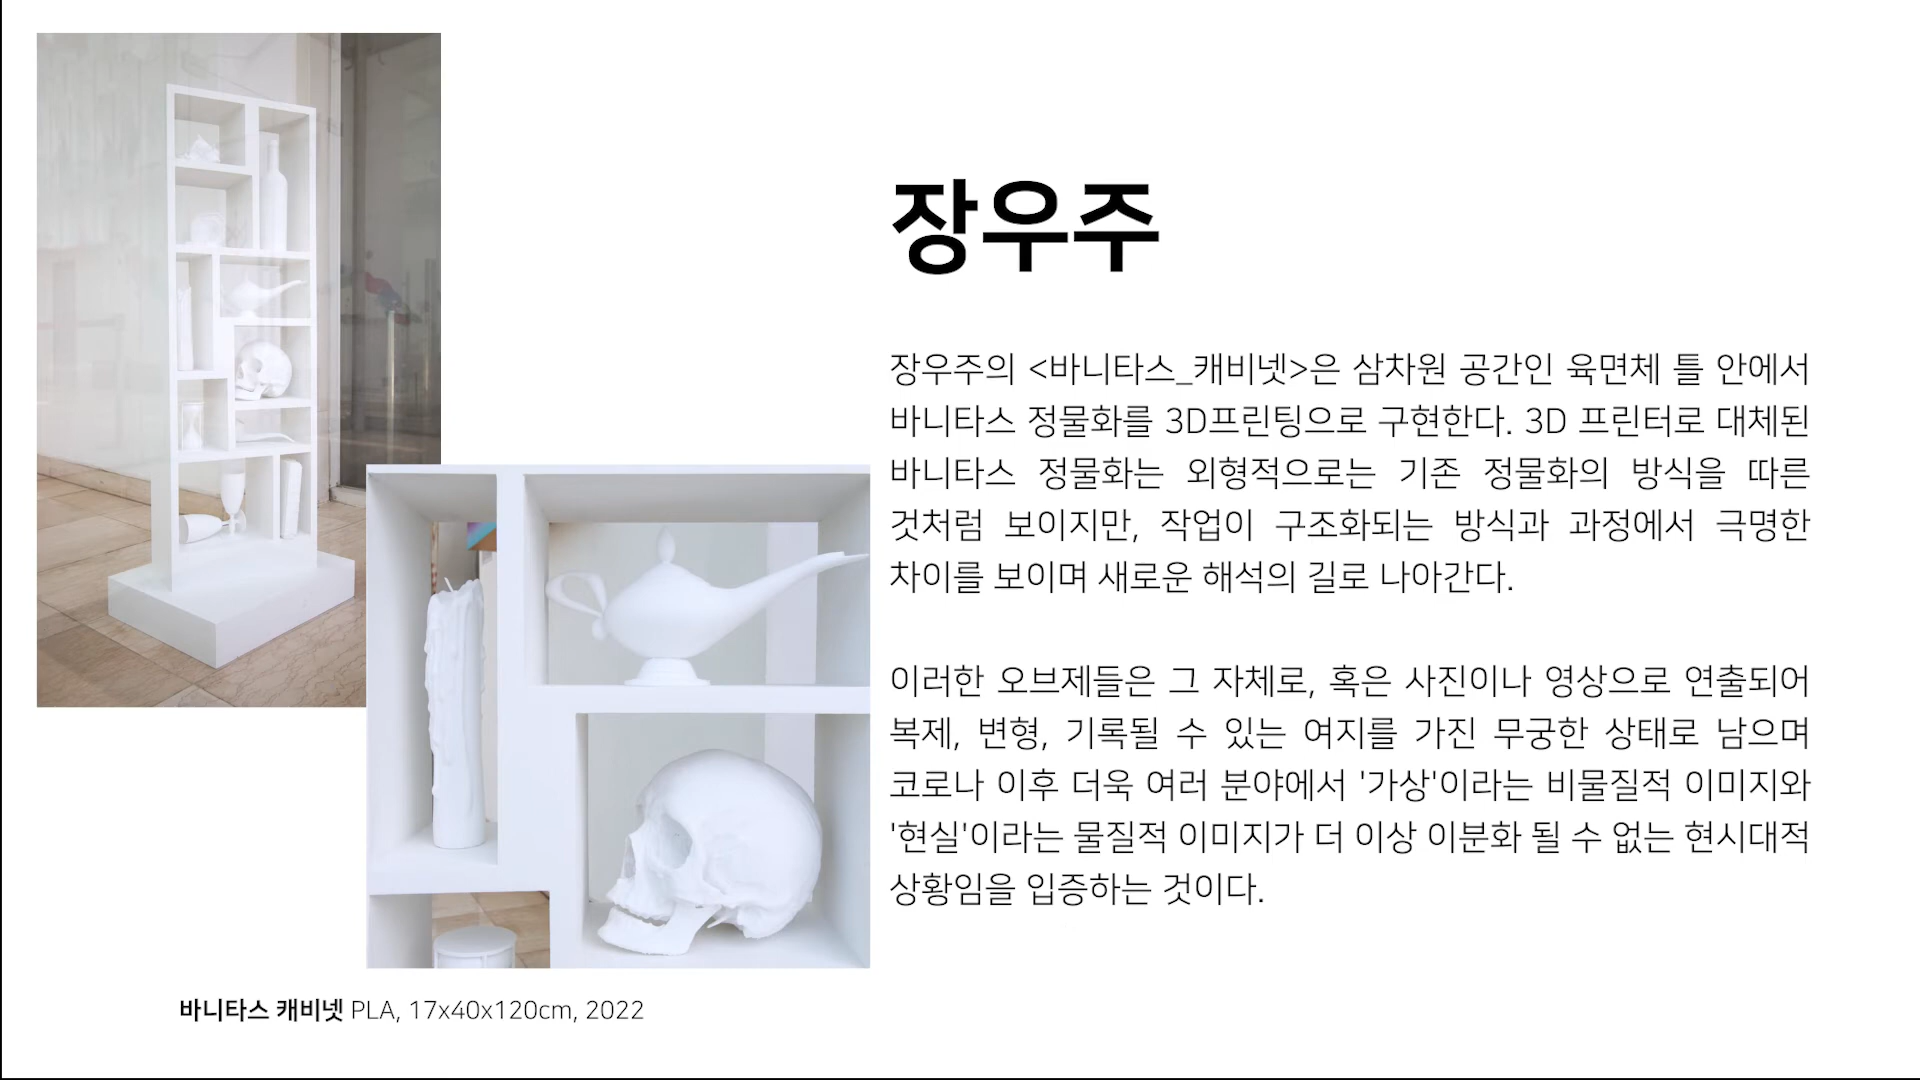 장우주
장우주의 <바니타스_캐비넷>은 삼차원 공간인 육면체 틀 안에서
바니타스 정물화를 3D프린팅으로 구현한다. 3D 프린터로 대체된
바니타스 정물화는 외형적으로는 기존 정물화의 방식을 따른
것처럼 보이지만, 작업이 구조화되는 방식과 과정에서 극명한
차이를 보이며 새로운 해석의 길로 나아간다.
이러한 오브제들은 그 자체로, 혹은 사진이나 영상으로 연출되어
복제, 변형, 기록될 수 있는 여지를 가진 무궁한 상태로 남으며
코로나 이후 더욱 여러 분야에서 '가상'이라는 비물질적 이미지와
'현실'이라는 물질적 이미지가 더 이상 이분화 될 수 없는 현시대적
상황임을 입증하는 것이다.
바니타스 캐비넷 PLA, 17x40x120cm, 2022